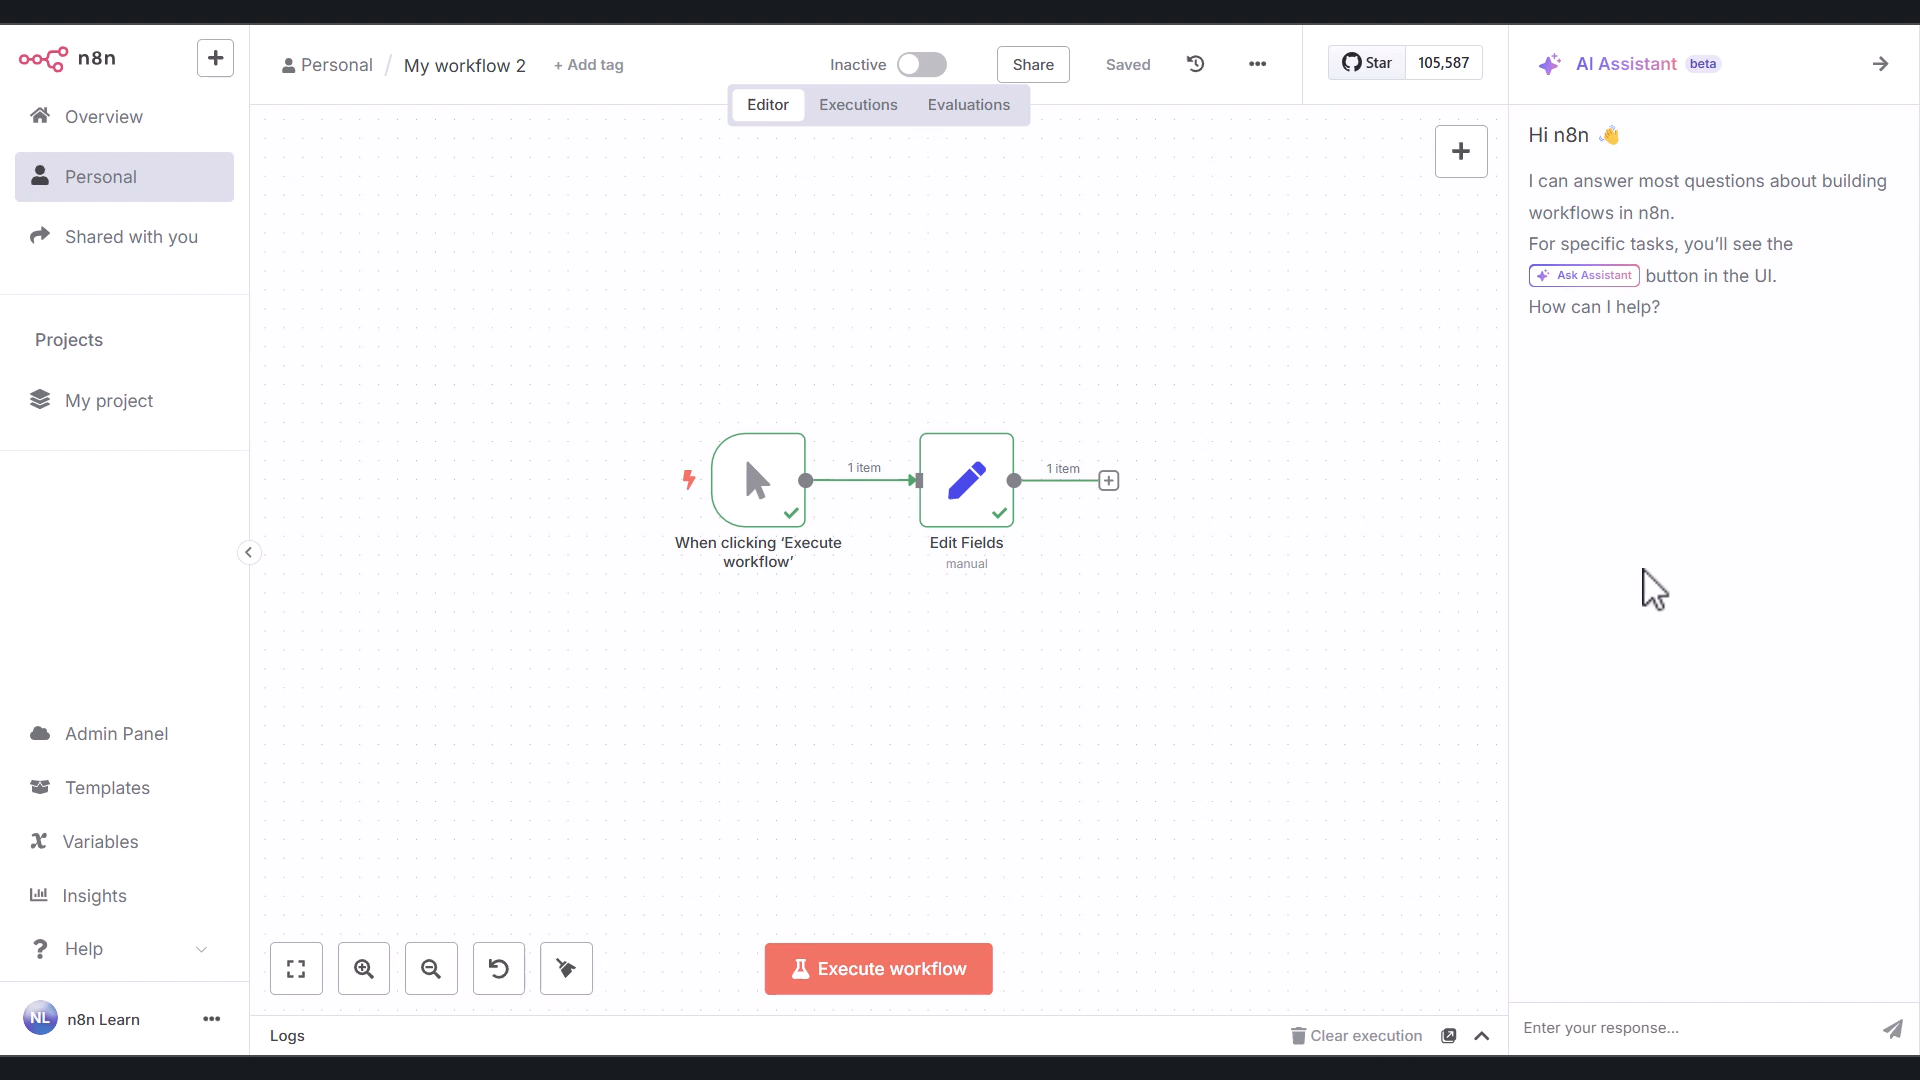 n8n
Overview
Personal
Shared with you
Projects
My project
Admin Panel
Templates
Variables
Insights
Help
NL n8n Learn
Personal / My workflow 2 + Add tag
Inactive
Share
Saved
Star 105,587
Editor Executions Evaluations
1 item
1 item
When clicking ‘Execute
workflow’
Edit Fields
manual
Execute workflow
Logs
Clear execution
AI Assistant beta
Hi n8n 👋
I can answer most questions about building
workflows in n8n.
For specific tasks, you’ll see the
Ask Assistant button in the UI.
How can I help?
Enter your response...